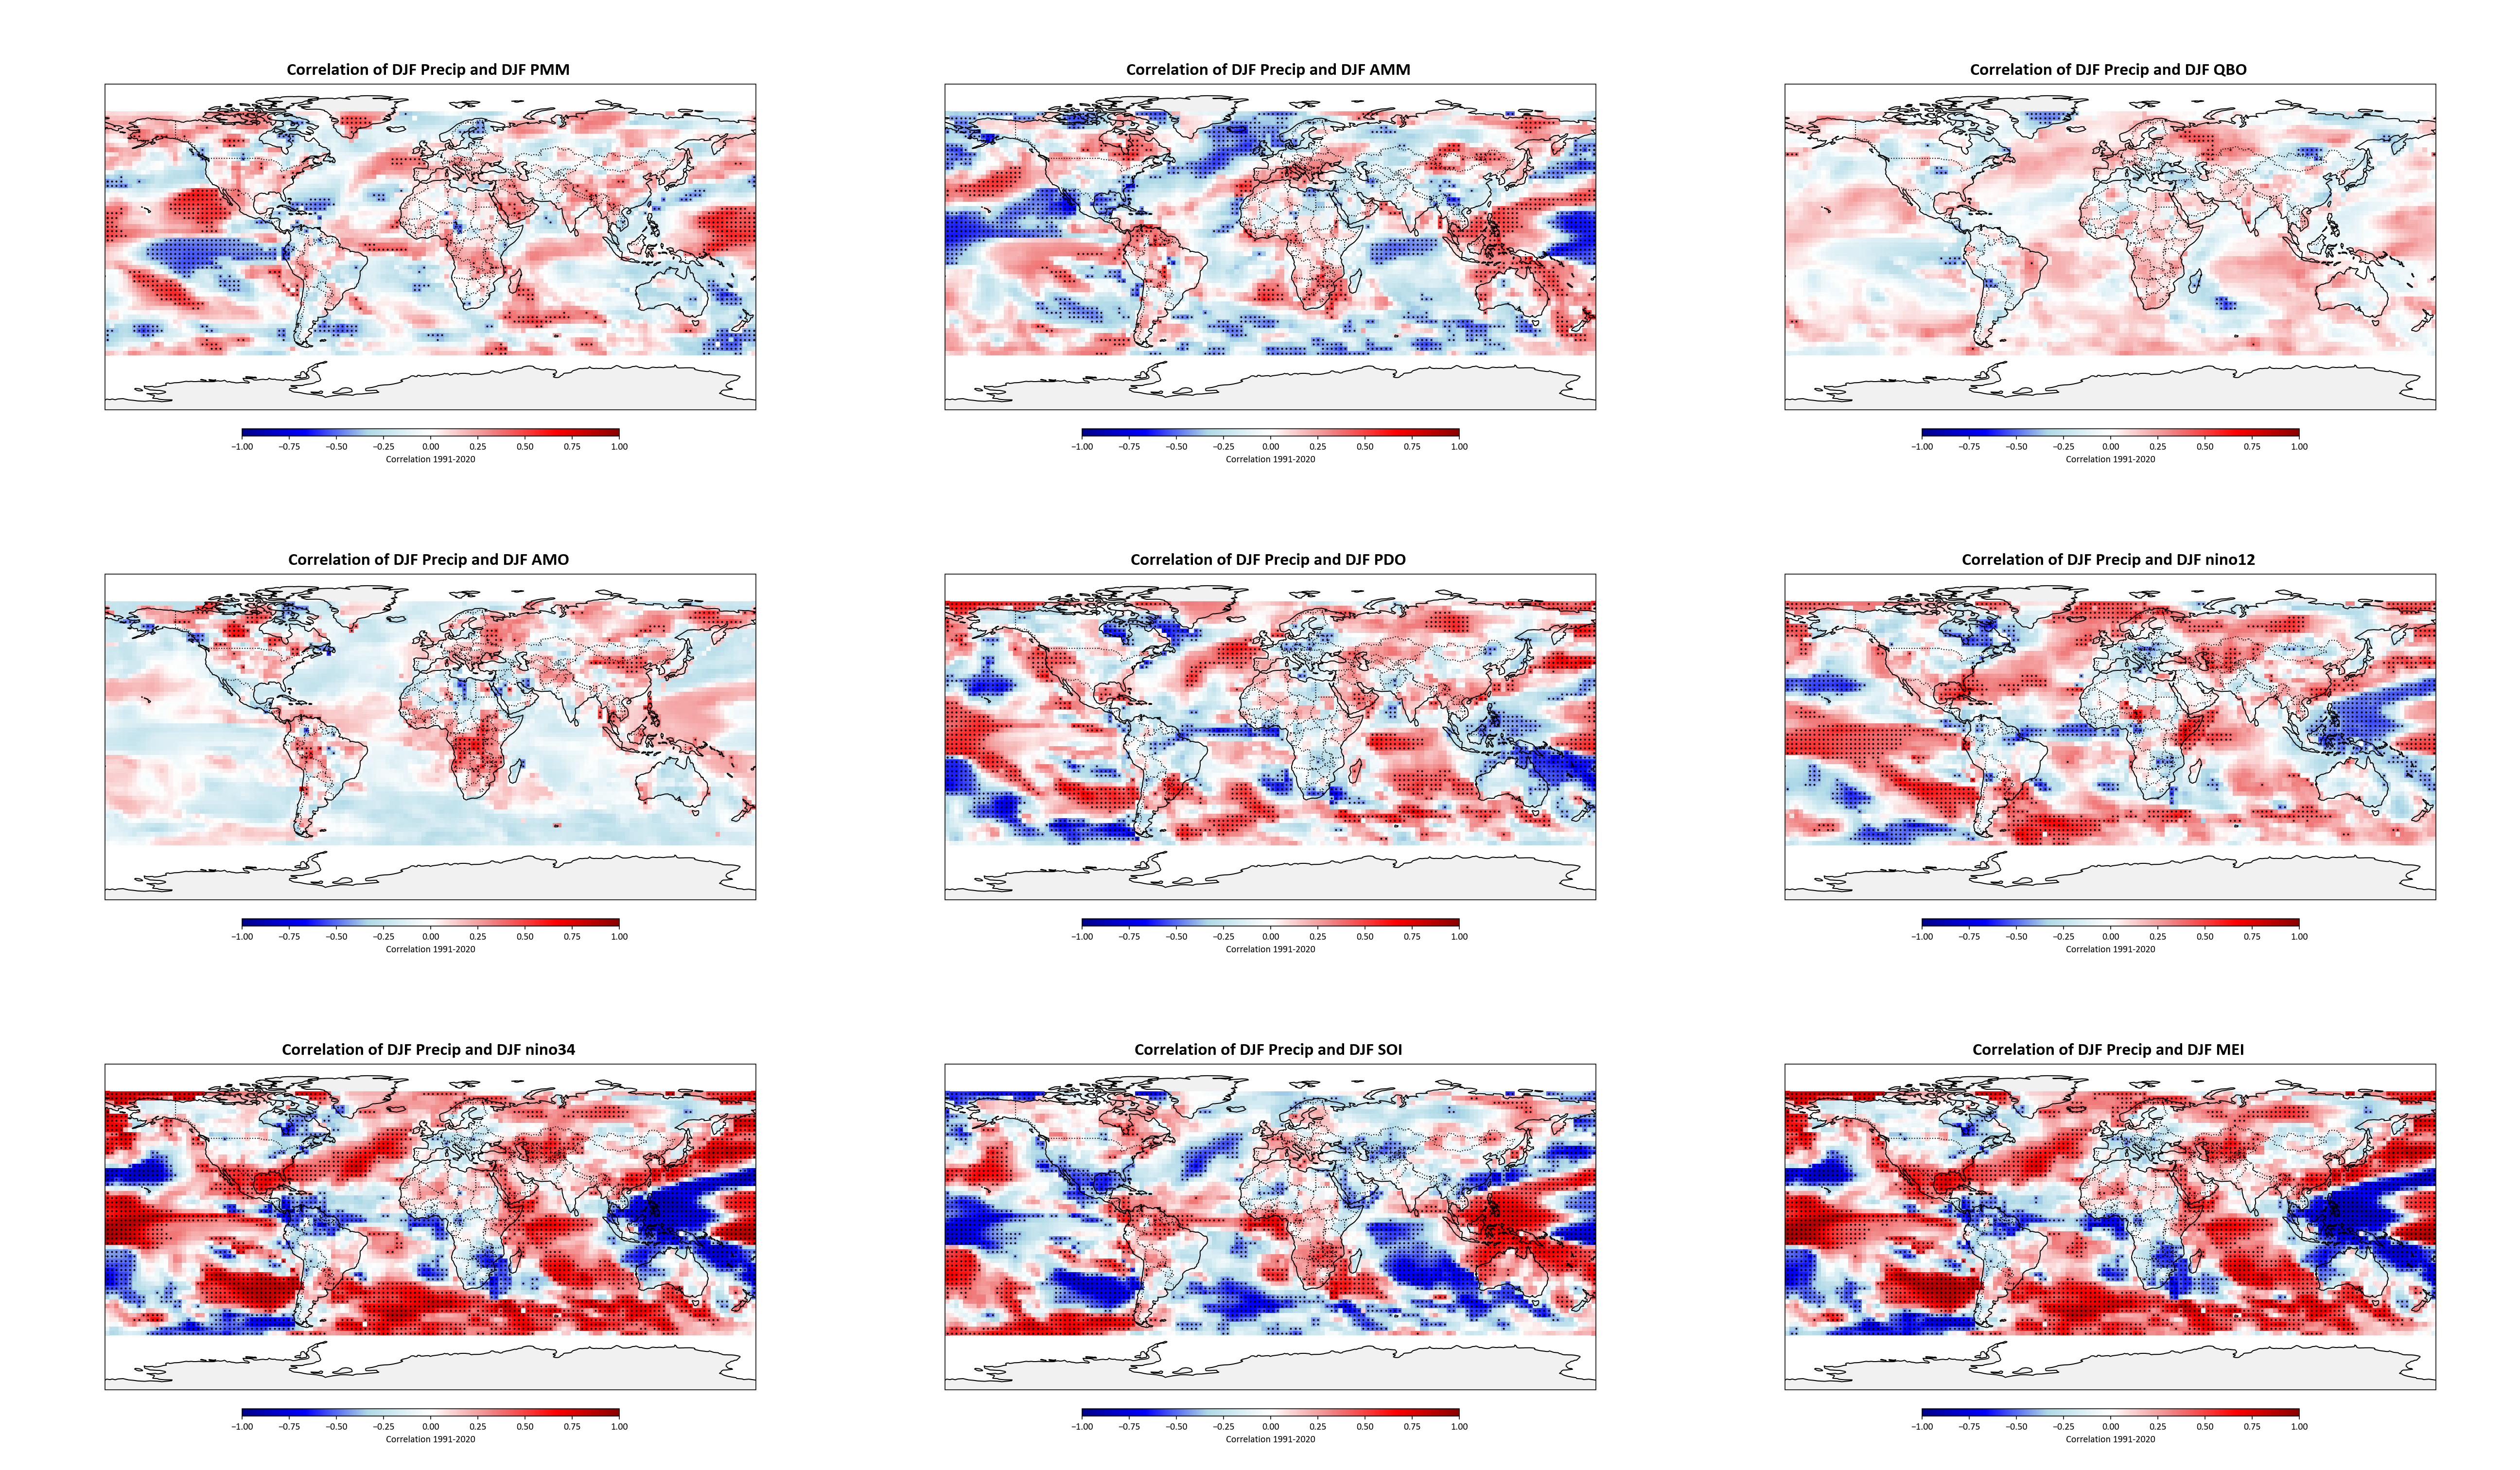 Correlation of DJF Precip and DJF PMM
Correlation of DJF Precip and DJF AMM
Correlation of DJF Precip and DJF QBO
−1.00 −0.75 −0.50 −0.25 0.00 0.25 0.50 0.75 1.00
Correlation 1991-2020
−1.00 −0.75 −0.50 −0.25 0.00 0.25 0.50 0.75 1.00
Correlation 1991-2020
−1.00 −0.75 −0.50 −0.25 0.00 0.25 0.50 0.75 1.00
Correlation 1991-2020
Correlation of DJF Precip and DJF AMO
Correlation of DJF Precip and DJF PDO
Correlation of DJF Precip and DJF nino12
−1.00 −0.75 −0.50 −0.25 0.00 0.25 0.50 0.75 1.00
Correlation 1991-2020
−1.00 −0.75 −0.50 −0.25 0.00 0.25 0.50 0.75 1.00
Correlation 1991-2020
−1.00 −0.75 −0.50 −0.25 0.00 0.25 0.50 0.75 1.00
Correlation 1991-2020
Correlation of DJF Precip and DJF nino34
Correlation of DJF Precip and DJF SOI
Correlation of DJF Precip and DJF MEI
−1.00 −0.75 −0.50 −0.25 0.00 0.25 0.50 0.75 1.00
Correlation 1991-2020
−1.00 −0.75 −0.50 −0.25 0.00 0.25 0.50 0.75 1.00
Correlation 1991-2020
−1.00 −0.75 −0.50 −0.25 0.00 0.25 0.50 0.75 1.00
Correlation 1991-2020